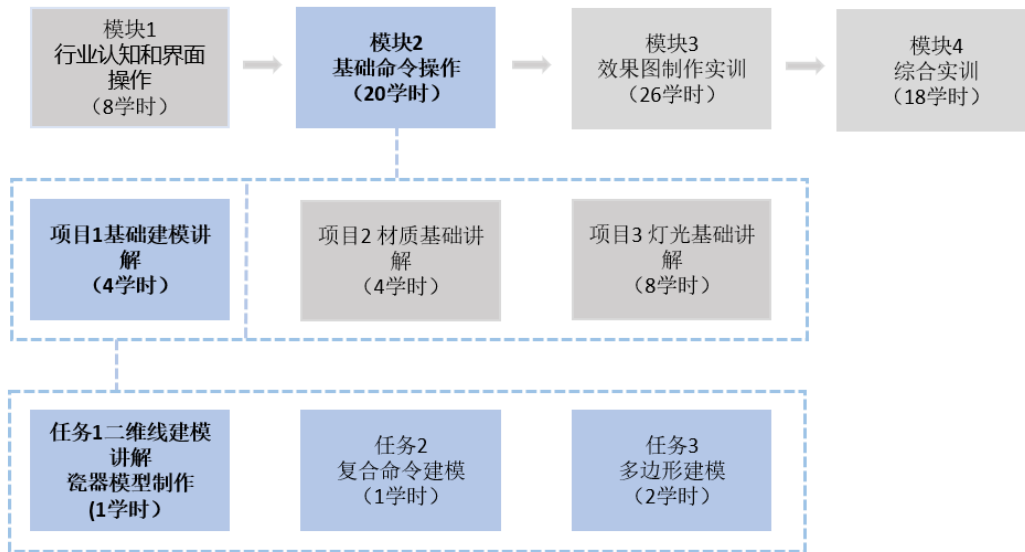 模块1
行业认知和界面
操作
（8学时）
模块2
基础命令操作
（20学时）
模块3
效果图制作实训
（26学时）
模块4
综合实训
（18学时）
项目1基础建模讲
解
（4学时）
项目2 材质基础讲
解
（4学时）
项目3 灯光基础讲
解
（8学时）
任务1二维线建模
讲解
瓷器模型制作
(1学时）
任务2
复合命令建模
（1学时）
任务3
多边形建模
（2学时）